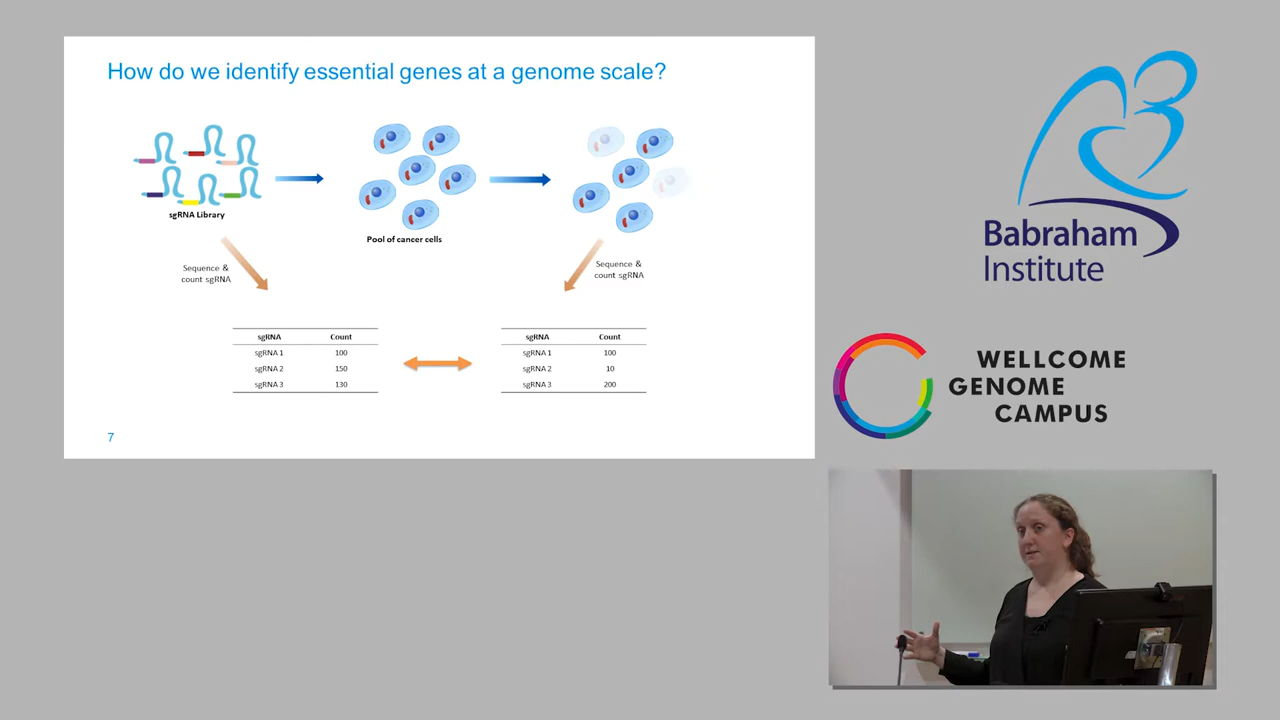 How do we identify essential genes at a genome scale?
sgRNA Library
Pool of cancer cells
Sequence &
count sgRNA
Sequence &
count sgRNA
sgRNA Count
sgRNA 1 100
sgRNA 2 150
sgRNA 3 130
sgRNA Count
sgRNA 1 100
sgRNA 2 10
sgRNA 3 200
7
Babraham
Institute
WELLCOME
GENOME
CAMPUS